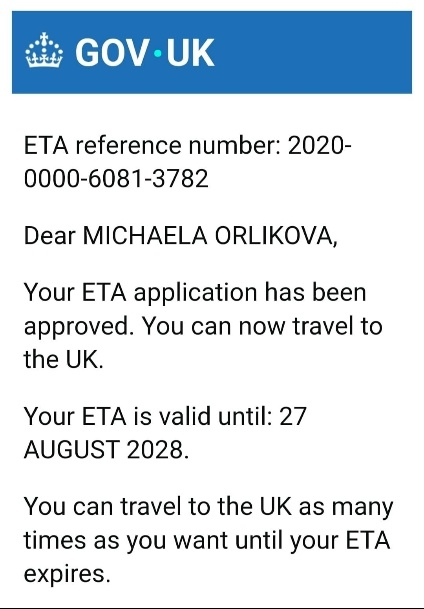 GOV·UK
ETA reference number: 2020-
0000-6081-3782
Dear MICHAELA ORLIKOVA,
Your ETA application has been
approved. You can now travel to
the UK.
Your ETA is valid until: 27
AUGUST 2028.
You can travel to the UK as many
times as you want until your ETA
expires.